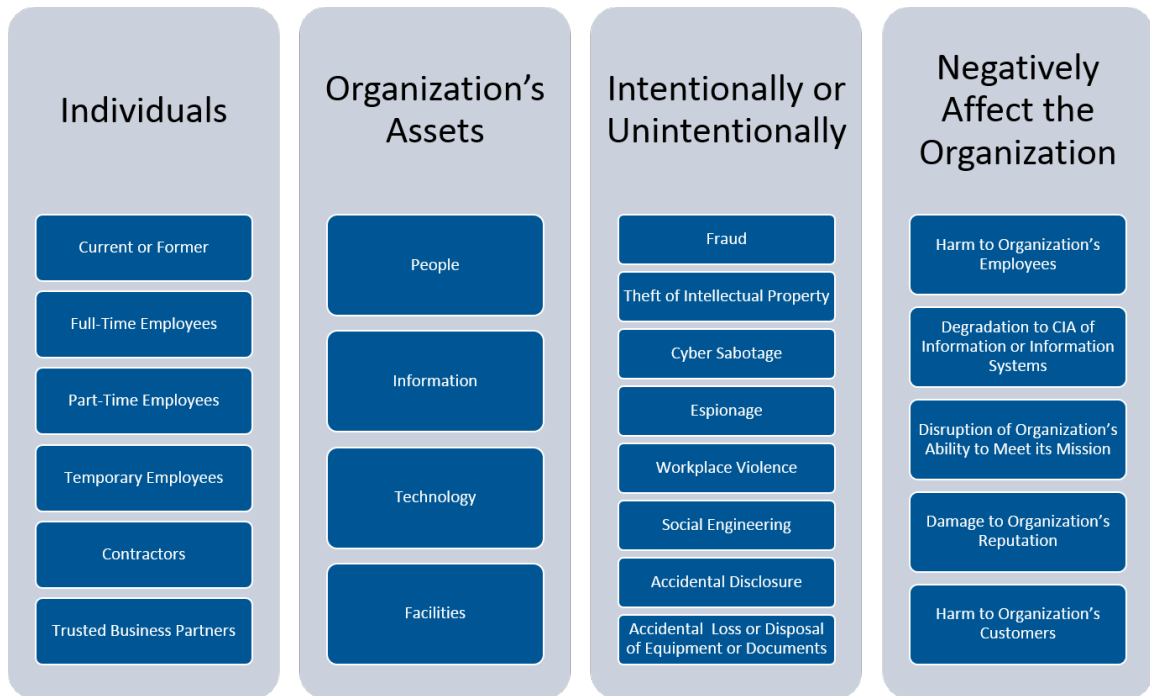 Individuals
Current or Former
Full-Time Employees
Part-Time Employees
Temporary Employees
Contractors
Trusted Business Partners
Organization's
Assets
People
Information
Technology
Facilities
Intentionally or
Unintentionally
Fraud
Theft of Intellectual Property
Cyber Sabotage
Espionage
Workplace Violence
Social Engineering
Accidental Disclosure
Accidental Loss or Disposal
of Equipment or Documents
Negatively
Affect the
Organization
Harm to Organization's
Employees
Degradation to CIA of
Information or Information
Systems
Disruption of Organization's
Ability to Meet its Mission
Damage to Organization's
Reputation
Harm to Organization's
Customers